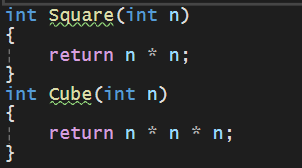 int Square(int n)
{
    return n * n;
}
int Cube(int n)
{
    return n * n * n;
}